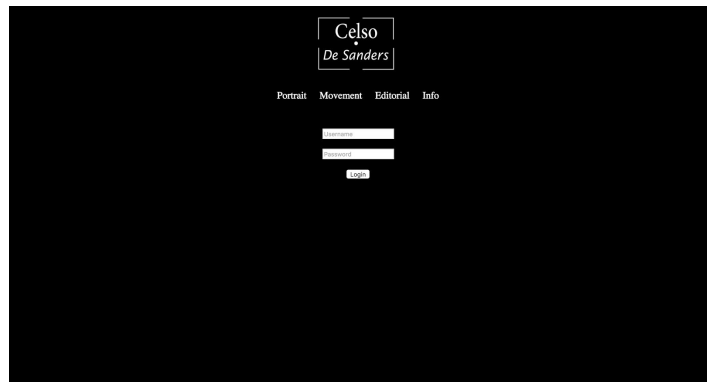 Celso
De Sanders
Portrait Movement Editorial Info
Username
Password
Login